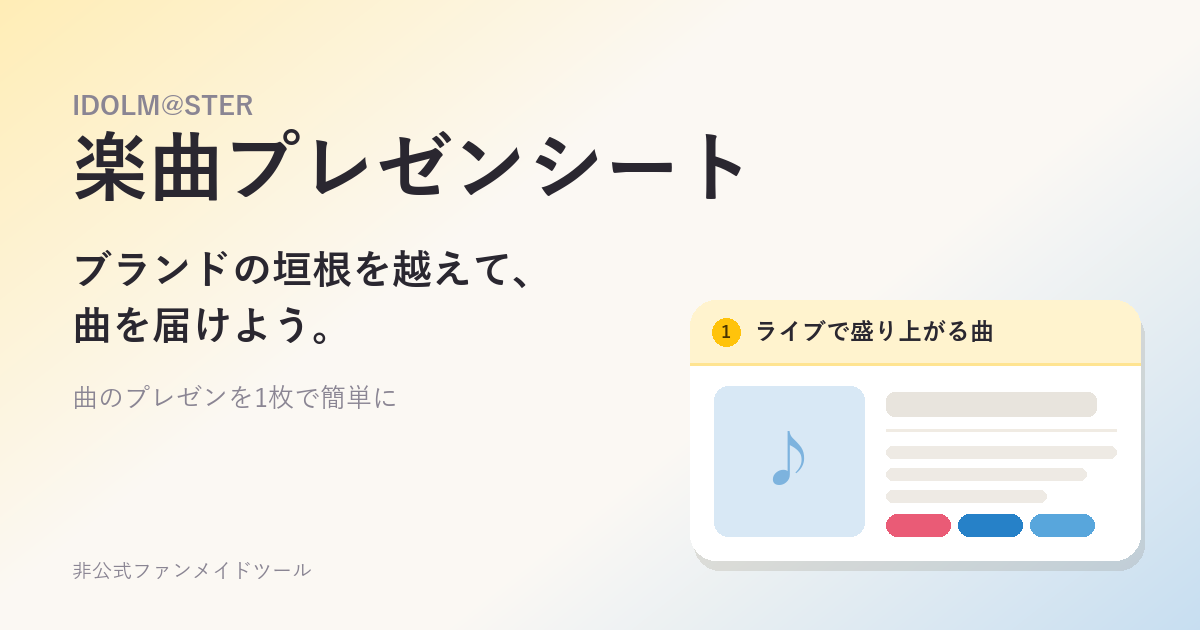 IDOLM@STER
楽曲プレゼンシート
ブランドの垣根を越えて、
曲を届けよう。
曲のプレゼンを1枚で簡単に
1 ライブで盛り上がる曲
非公式ファンメイドツール